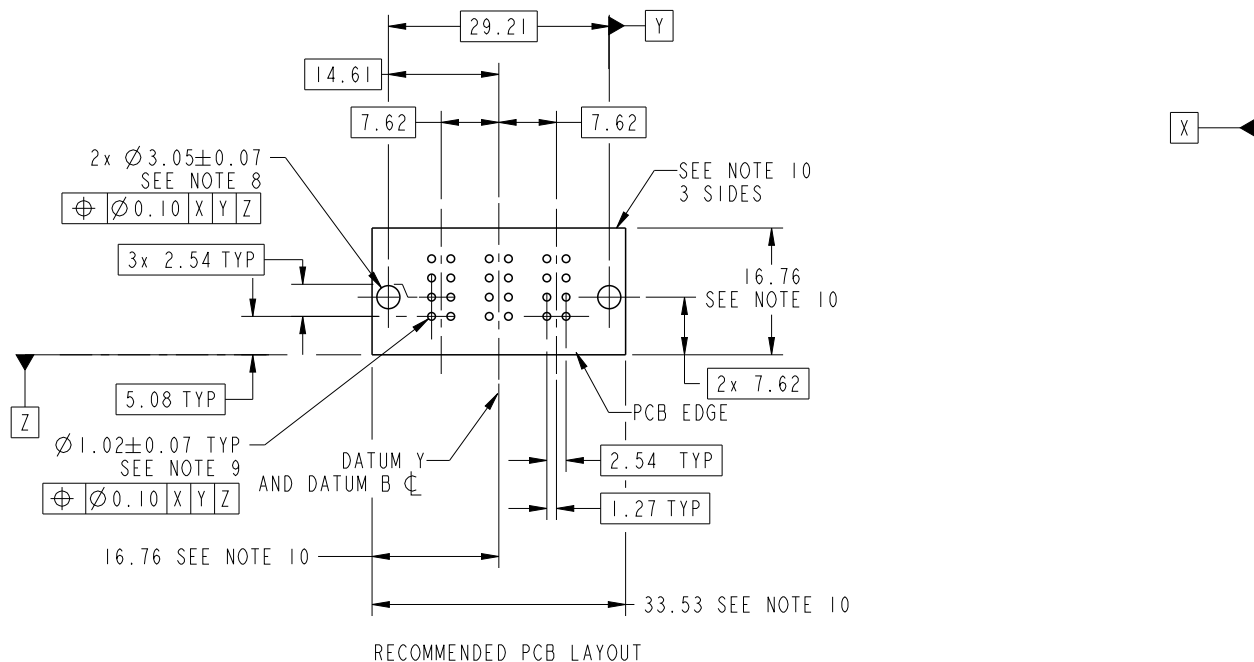 29.21
Y
14.61
7.62
7.62
X
2x Ø3.05±0.07
SEE NOTE 8
⌖ Ø0.10 X Y Z
SEE NOTE 10
3 SIDES
3x 2.54 TYP
16.76
SEE NOTE 10
Z
5.08 TYP
2x 7.62
PCB EDGE
Ø1.02±0.07 TYP
SEE NOTE 9
⌖ Ø0.10 X Y Z
DATUM Y
AND DATUM B ℄
2.54 TYP
1.27 TYP
16.76 SEE NOTE 10
33.53 SEE NOTE 10
RECOMMENDED PCB LAYOUT